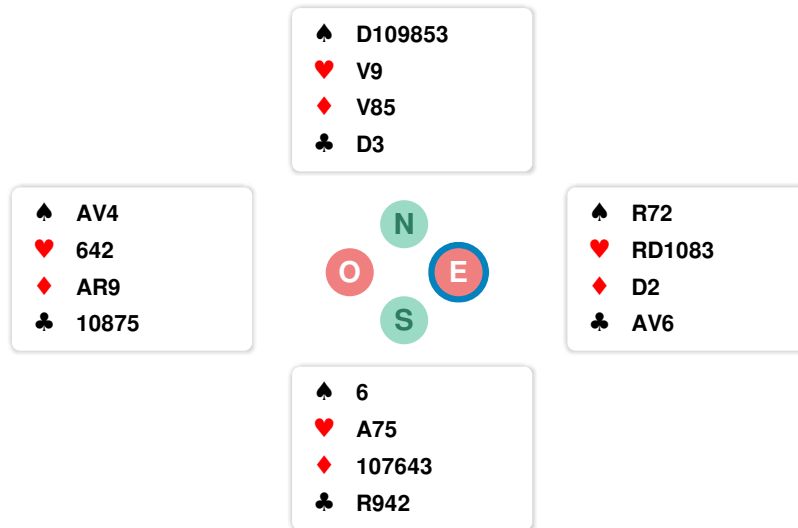 ♠ D109853
♥ V9
♦ V85
♣ D3
♠ AV4
♥ 642
♦ AR9
♣ 10875
N
O
E
S
♠ R72
♥ RD1083
♦ D2
♣ AV6
♠ 6
♥ A75
♦ 107643
♣ R942